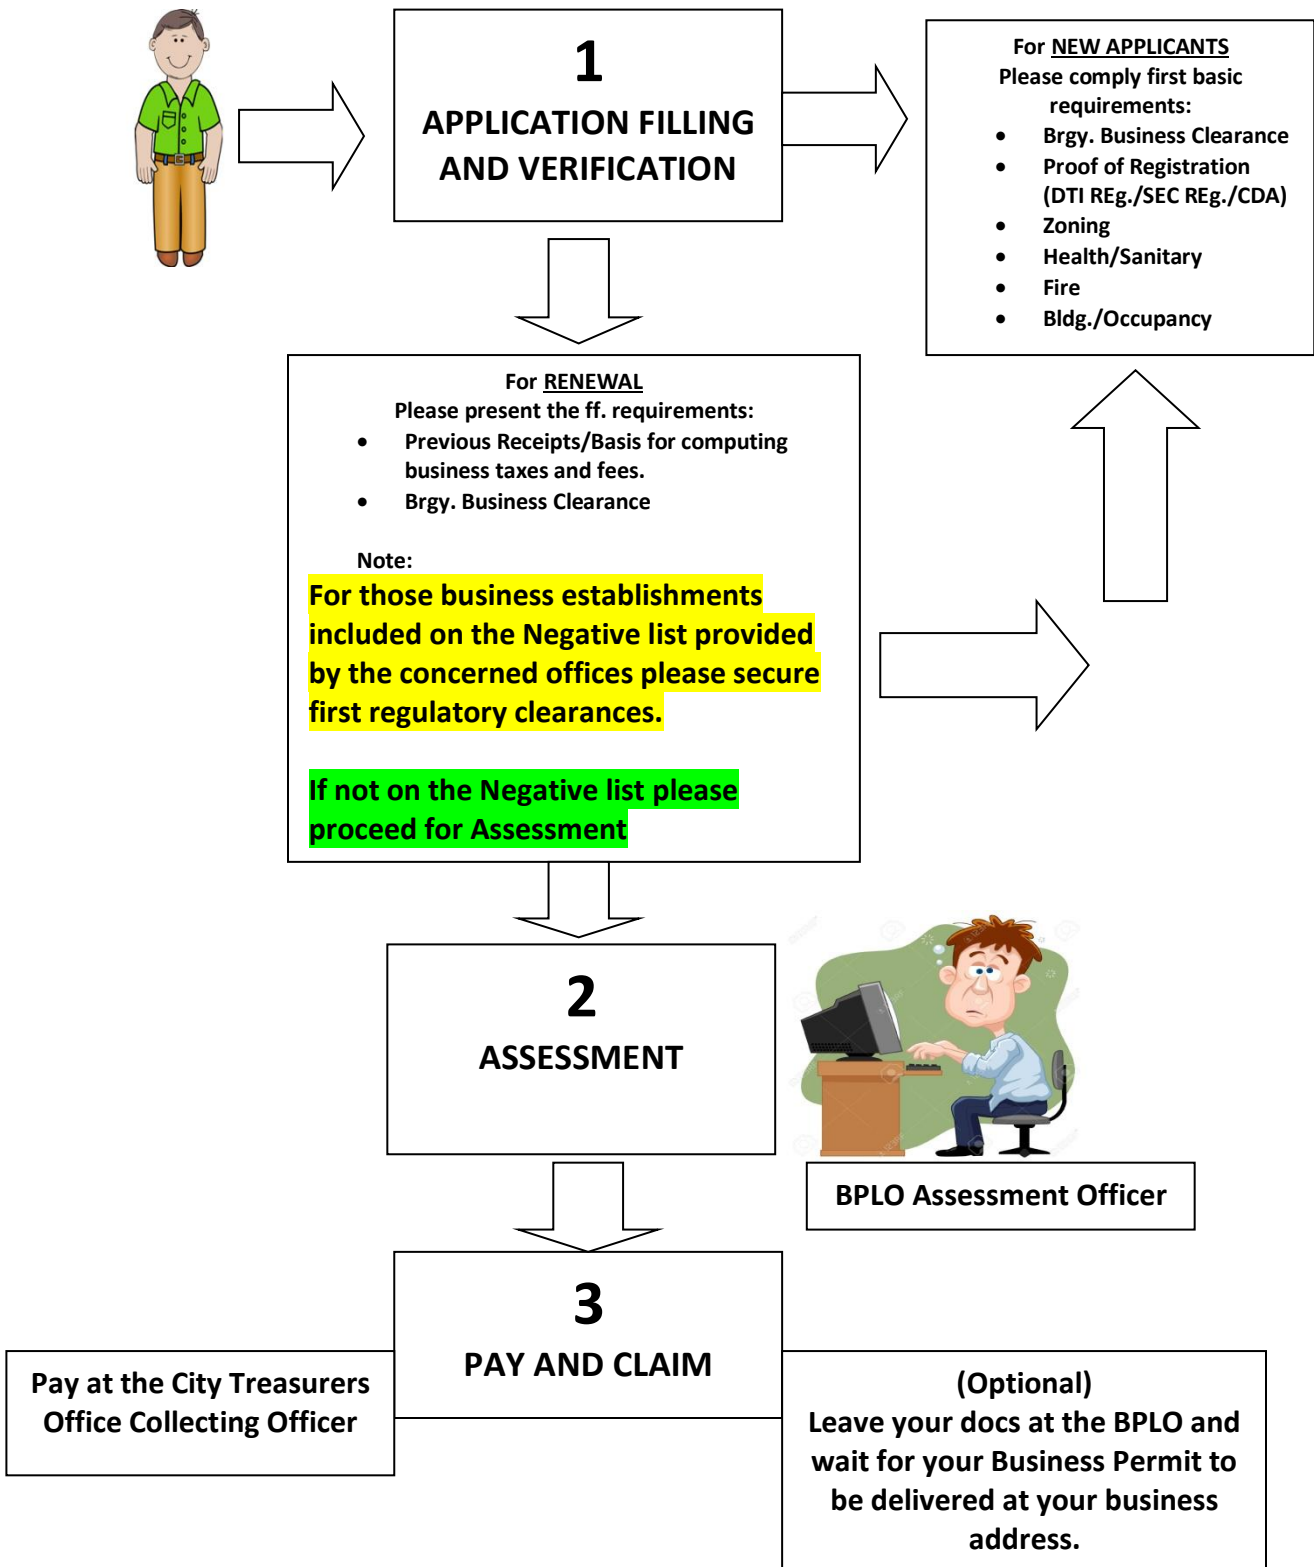 1
APPLICATION FILLING
AND VERIFICATION
For NEW APPLICANTS
Please comply first basic
requirements:
• Brgy. Business Clearance
• Proof of Registration
(DTI REg./SEC REg./CDA)
• Zoning
• Health/Sanitary
• Fire
• Bldg./Occupancy
For RENEWAL
Please present the ff. requirements:
• Previous Receipts/Basis for computing
business taxes and fees.
• Brgy. Business Clearance
Note:
For those business establishments
included on the Negative list provided
by the concerned offices please secure
first regulatory clearances.
If not on the Negative list please
proceed for Assessment
2
ASSESSMENT
BPLO Assessment Officer
3
PAY AND CLAIM
Pay at the City Treasurers
Office Collecting Officer
(Optional)
Leave your docs at the BPLO and
wait for your Business Permit to
be delivered at your business
address.